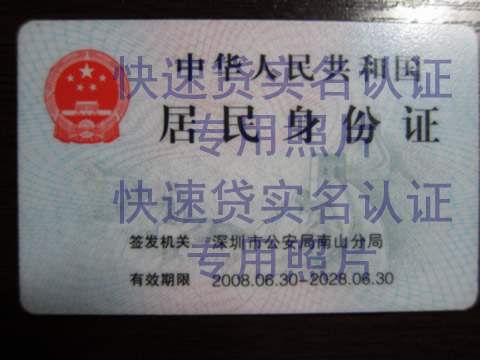 中华人民共和国
快速贷实名认证
居民身份证
专用照片
快速贷实名认证
签发机关 深圳市公安局南山分局
专用照片
有效期限 2008.06.30-2028.06.30